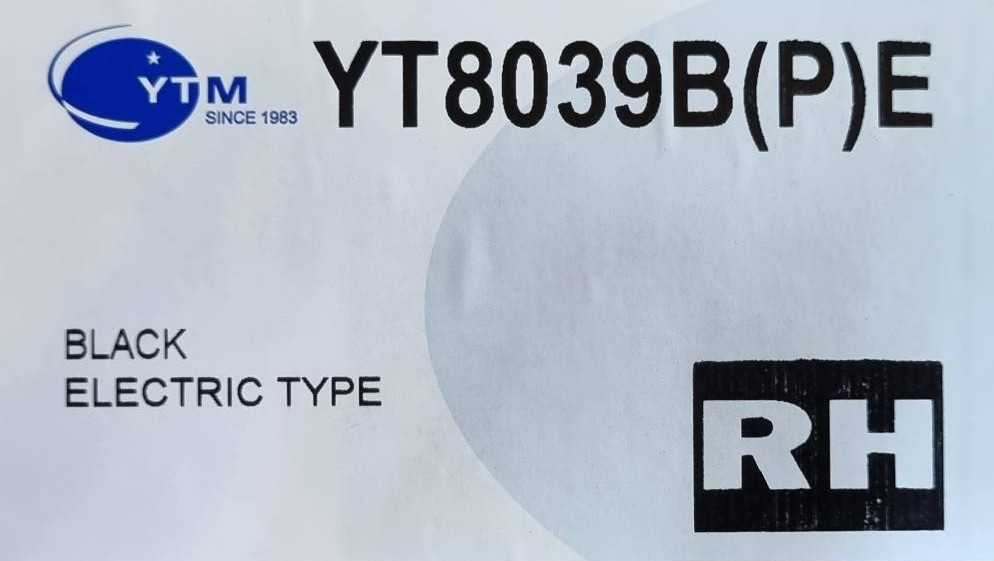 YTM
SINCE 1983
YT8039B(P)E
BLACK
ELECTRIC TYPE
RH